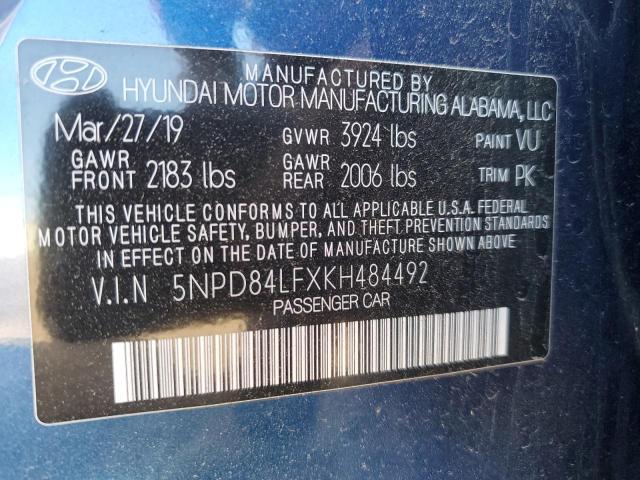 MANUFACTURED BY
HYUNDAI MOTOR MANUFACTURING ALABAMA, LLC
Mar/27/19 GVWR 3924 lbs PAINT VU
GAWR FRONT 2183 lbs GAWR REAR 2006 lbs TRIM PK
THIS VEHICLE CONFORMS TO ALL APPLICABLE U.S.A. FEDERAL
MOTOR VEHICLE SAFETY, BUMPER, AND THEFT PREVENTION STANDARDS
IN EFFECT ON THE DATE OF MANUFACTURE SHOWN ABOVE.
V.I.N 5NPD84LFXKH484492
PASSENGER CAR